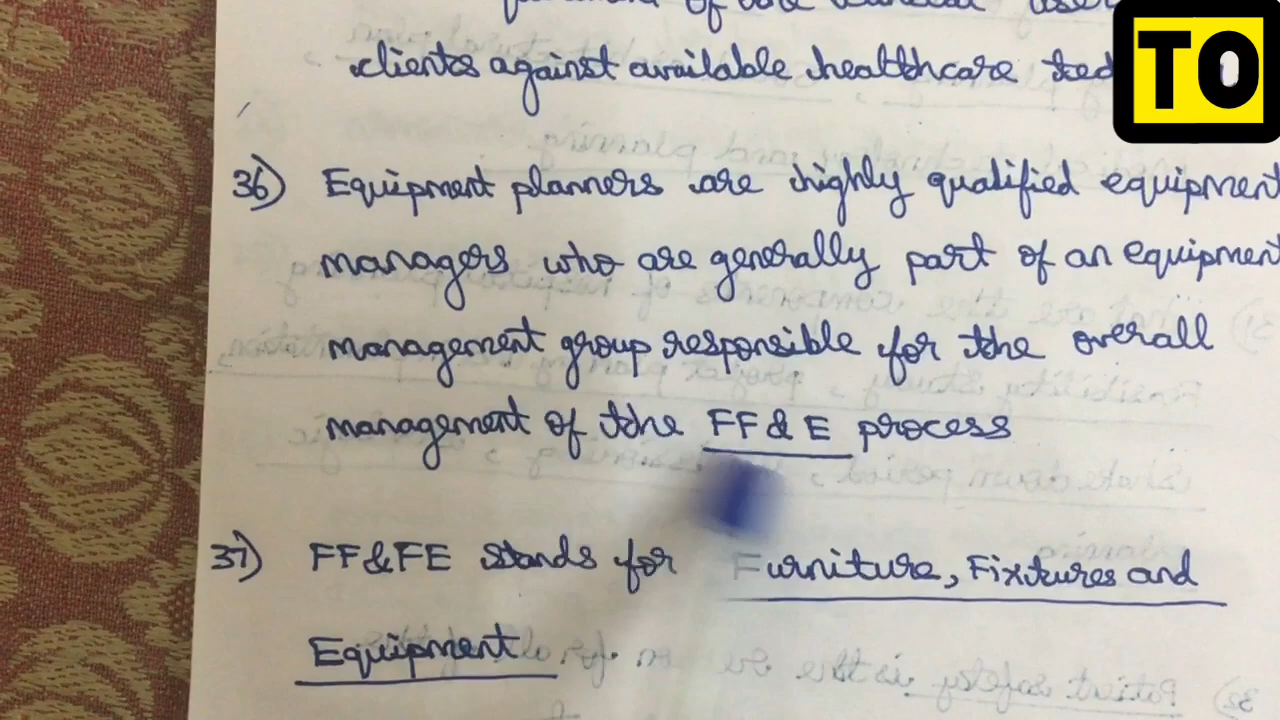 clients against available healthcare
TO
36) Equipment planners are highly qualified equipment
managers who are generally part of an equipment
management group responsible for the overall
management of the FF & E process
37) FF&FE stands for Furniture, Fixtures and
Equipment